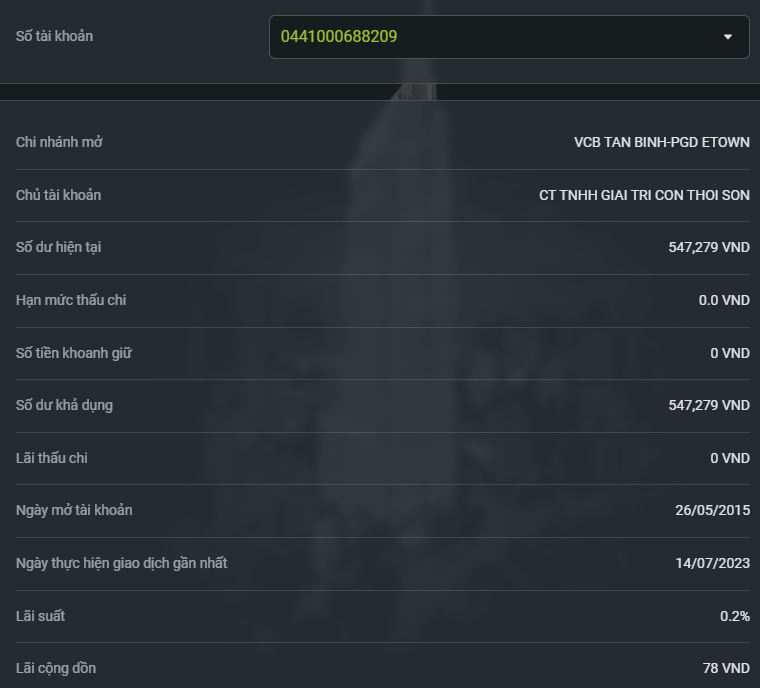 Số tài khoản 0441000688209
Chi nhánh mở VCB TAN BINH-PGD ETOWN
Chủ tài khoản CT TNHH GIAI TRI CON THOI SON
Số dư hiện tại 547,279 VND
Hạn mức thấu chi 0.0 VND
Số tiền khoanh giữ 0 VND
Số dư khả dụng 547,279 VND
Lãi thấu chi 0 VND
Ngày mở tài khoản 26/05/2015
Ngày thực hiện giao dịch gần nhất 14/07/2023
Lãi suất 0.2%
Lãi cộng dồn 78 VND